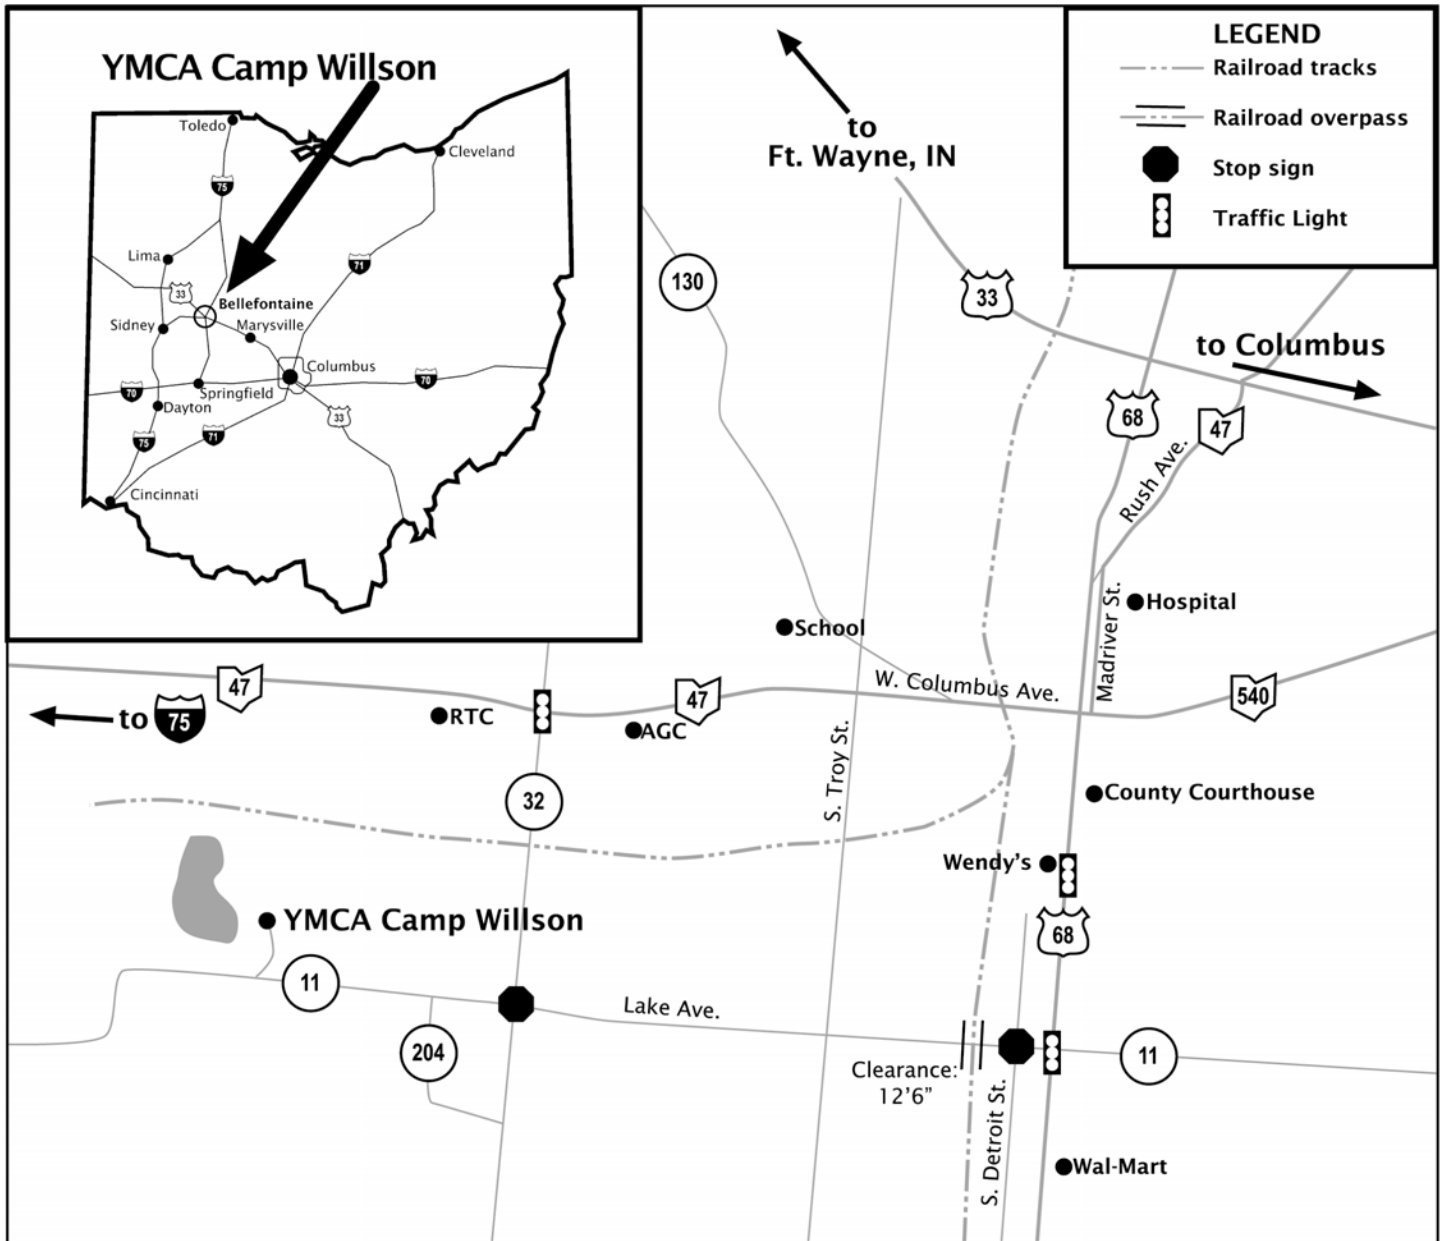 YMCA Camp Willson
Toledo
Cleveland
75
Lima
71
33
Bellefontaine
Sidney
Marysville
Columbus
70
70
Springfield
Dayton
33
75
71
Cincinnati
to
Ft. Wayne, IN
LEGEND
Railroad tracks
Railroad overpass
Stop sign
Traffic Light
130
33
to Columbus
68
47
Rush Ave.
Madriver St.
Hospital
School
W. Columbus Ave.
47
47
540
to 75
RTC
AGC
S. Troy St.
32
County Courthouse
Wendy's
68
YMCA Camp Willson
11
Lake Ave.
204
Clearance:
12'6”
S. Detroit St.
11
Wal-Mart